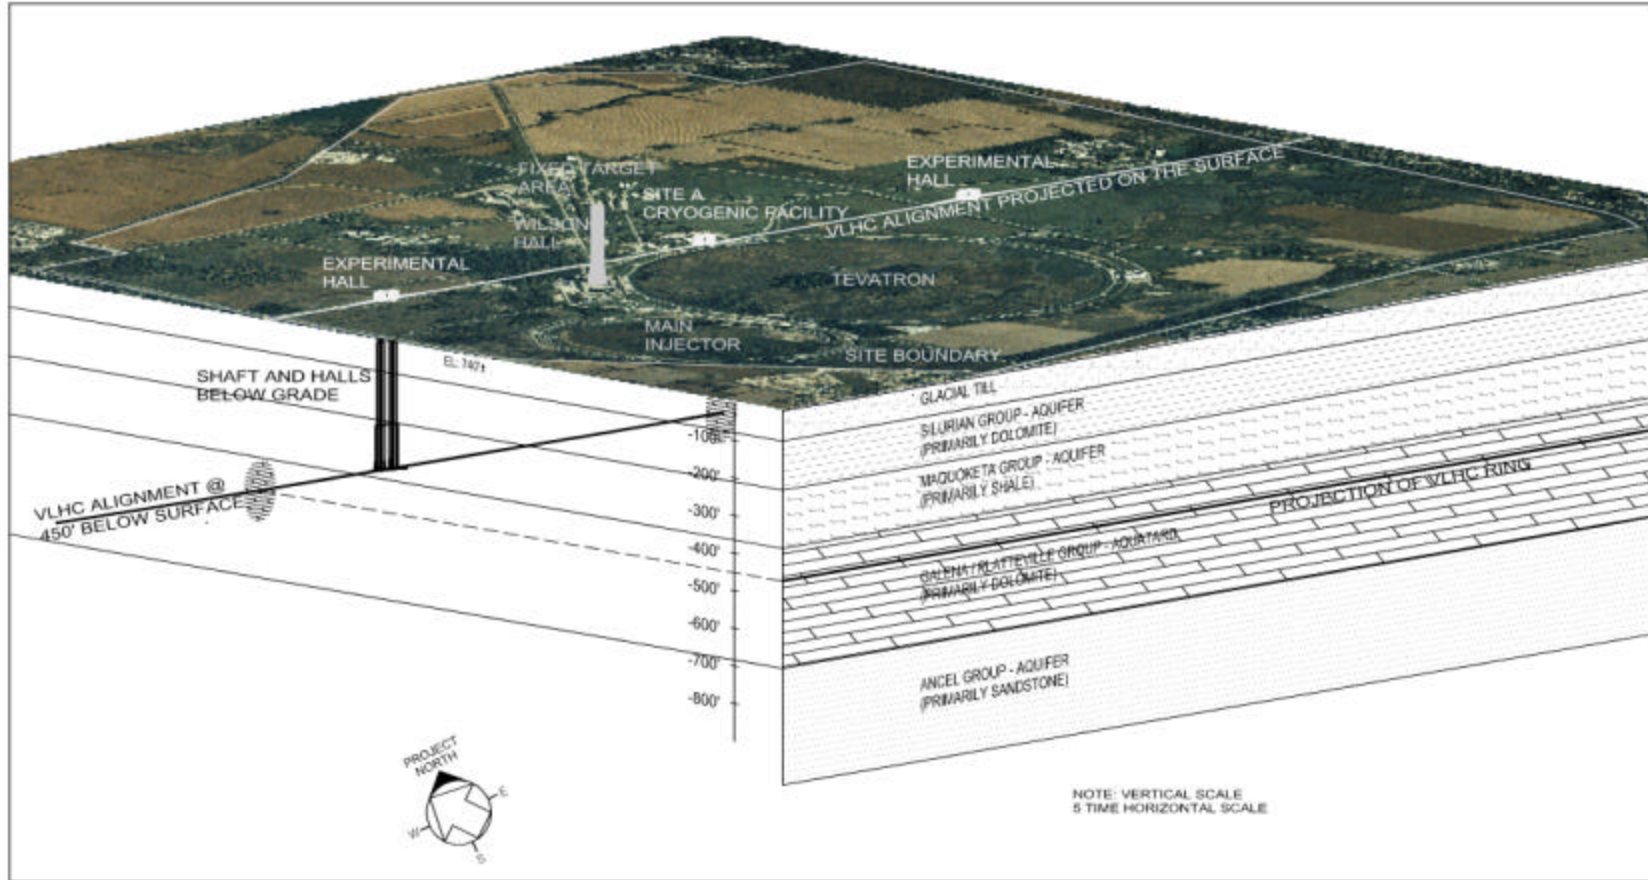 FIXED TARGET
AREA
SITE A
CRYOGENIC FACILITY
WILSON
HALL
EXPERIMENTAL
HALL
VLHC ALIGNMENT PROJECTED ON THE SURFACE
EXPERIMENTAL
HALL
TEVATRON
MAIN
INJECTOR
SITE BOUNDARY
SHAFT AND HALLS
BELOW GRADE
VLHC ALIGNMENT @
450' BELOW SURFACE
-100'
-200'
-300'
-400'
-500'
-600'
-700'
-800'
GLACIAL TILL
SILURIAN GROUP - AQUIFER
(PRIMARILY DOLOMITE)
MAQUOKETA GROUP - AQUIFER
(PRIMARILY SHALE)
PROJECTION OF VLHC RING
GALENA / PLATTEVILLE GROUP - AQUATARD
(PRIMARILY DOLOMITE)
ANCEL GROUP - AQUIFER
(PRIMARILY SANDSTONE)
PROJECT
NORTH
E
W
S
NOTE: VERTICAL SCALE
5 TIME HORIZONTAL SCALE